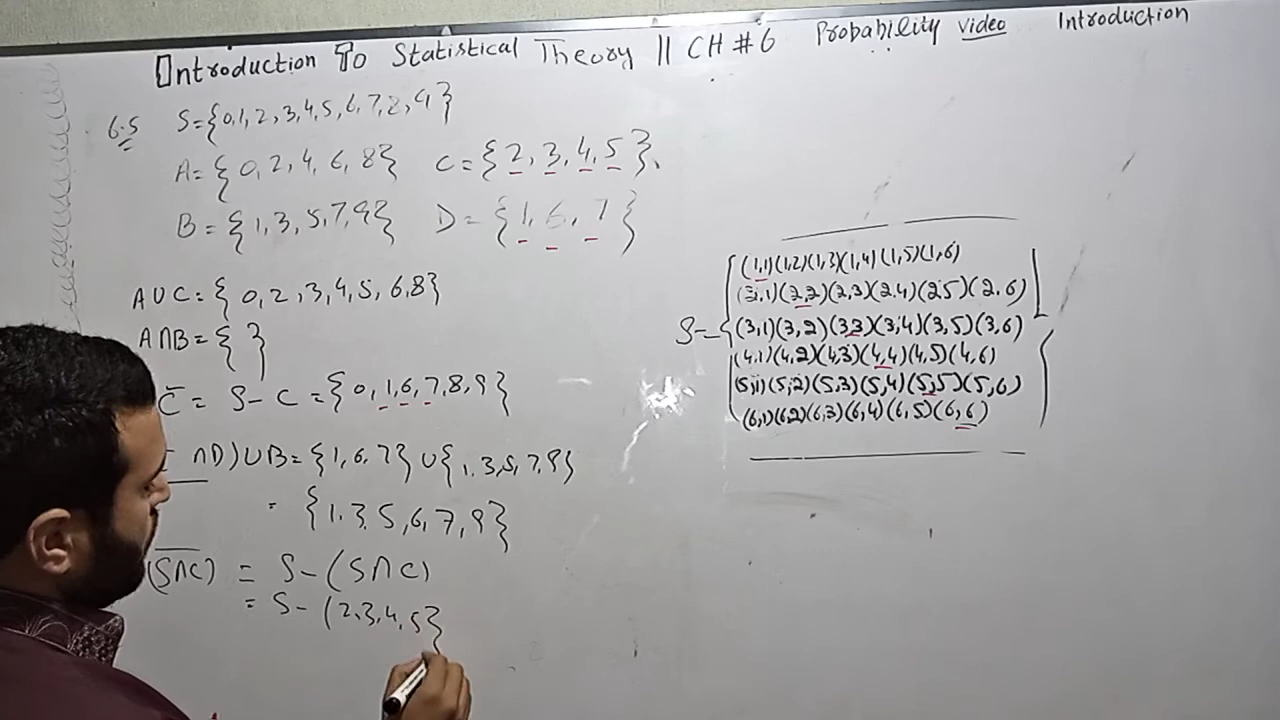 Introduction To Statistical Theory || CH # 6 Probability video Introduction
6.5 S={0,1,2,3,4,5,6,7,8,9}
A={0,2,4,6,8} C={2,3,4,5}
B={1,3,5,7,9} D={1,6,7}
A∪C={0,2,3,4,5,6,8}
A∩B={ }
C̅ = S-C={0,1,6,7,8,9}
∩D)∪B={1,6,7}∪{1,3,5,7,9}
={1,3,5,6,7,9}
(S∩C) = S-(S∩C)
= S-(2,3,4,5}
(1,1)(1,2)(1,3)(1,4)(1,5)(1,6)
(2,2)(2,3)(2,4)(2,5)(2,6)
S={(3,1)(3,2)(3,3)(3,4)(3,5)(3,6)
(4,1)(4,2)(4,3)(4,4)(4,5)(4,6)
(5,1)(5,2)(5,3)(5,4)(5,5)(5,6)
(6,1)(6,2)(6,3)(6,4)(6,5)(6,6)